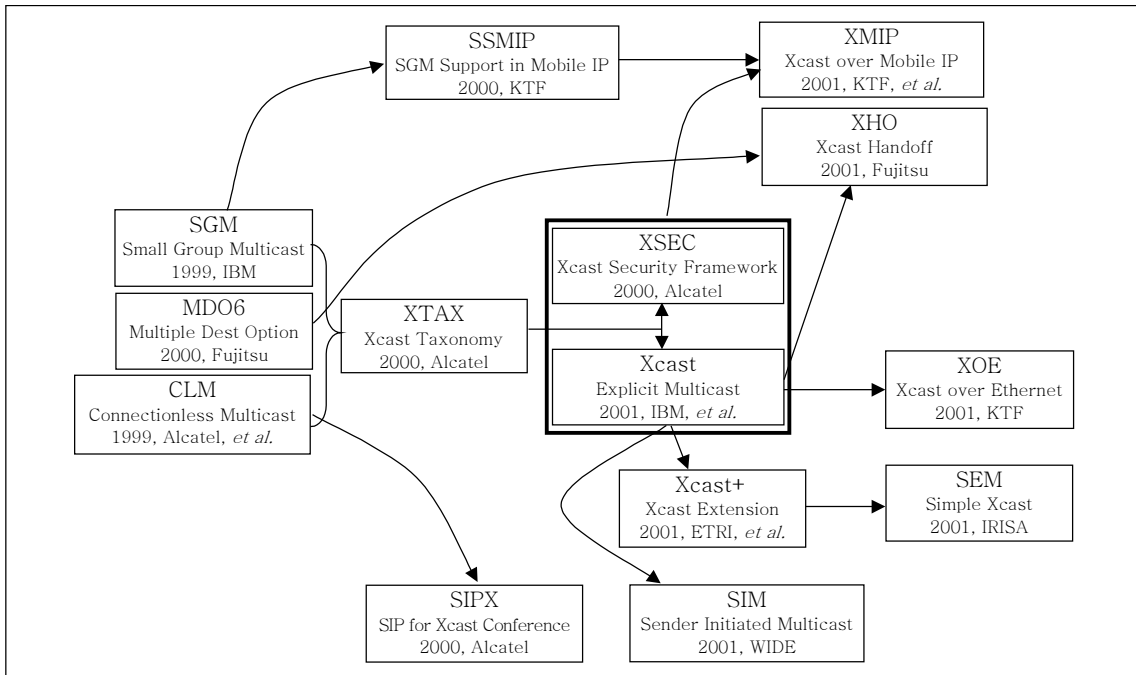 SSMIP
SGM Support in Mobile IP
2000, KTF
XMIP
Xcast over Mobile IP
2001, KTF, et al.
XHO
Xcast Handoff
2001, Fujitsu
SGM
Small Group Multicast
1999, IBM
MDO6
Multiple Dest Option
2000, Fujitsu
CLM
Connectionless Multicast
1999, Alcatel, et al.
XTAX
Xcast Taxonomy
2000, Alcatel
XSEC
Xcast Security Framework
2000, Alcatel
Xcast
Explicit Multicast
2001, IBM, et al.
XOE
Xcast over Ethernet
2001, KTF
Xcast+
Xcast Extension
2001, ETRI, et al.
SEM
Simple Xcast
2001, IRISA
SIPX
SIP for Xcast Conference
2000, Alcatel
SIM
Sender Initiated Multicast
2001, WIDE